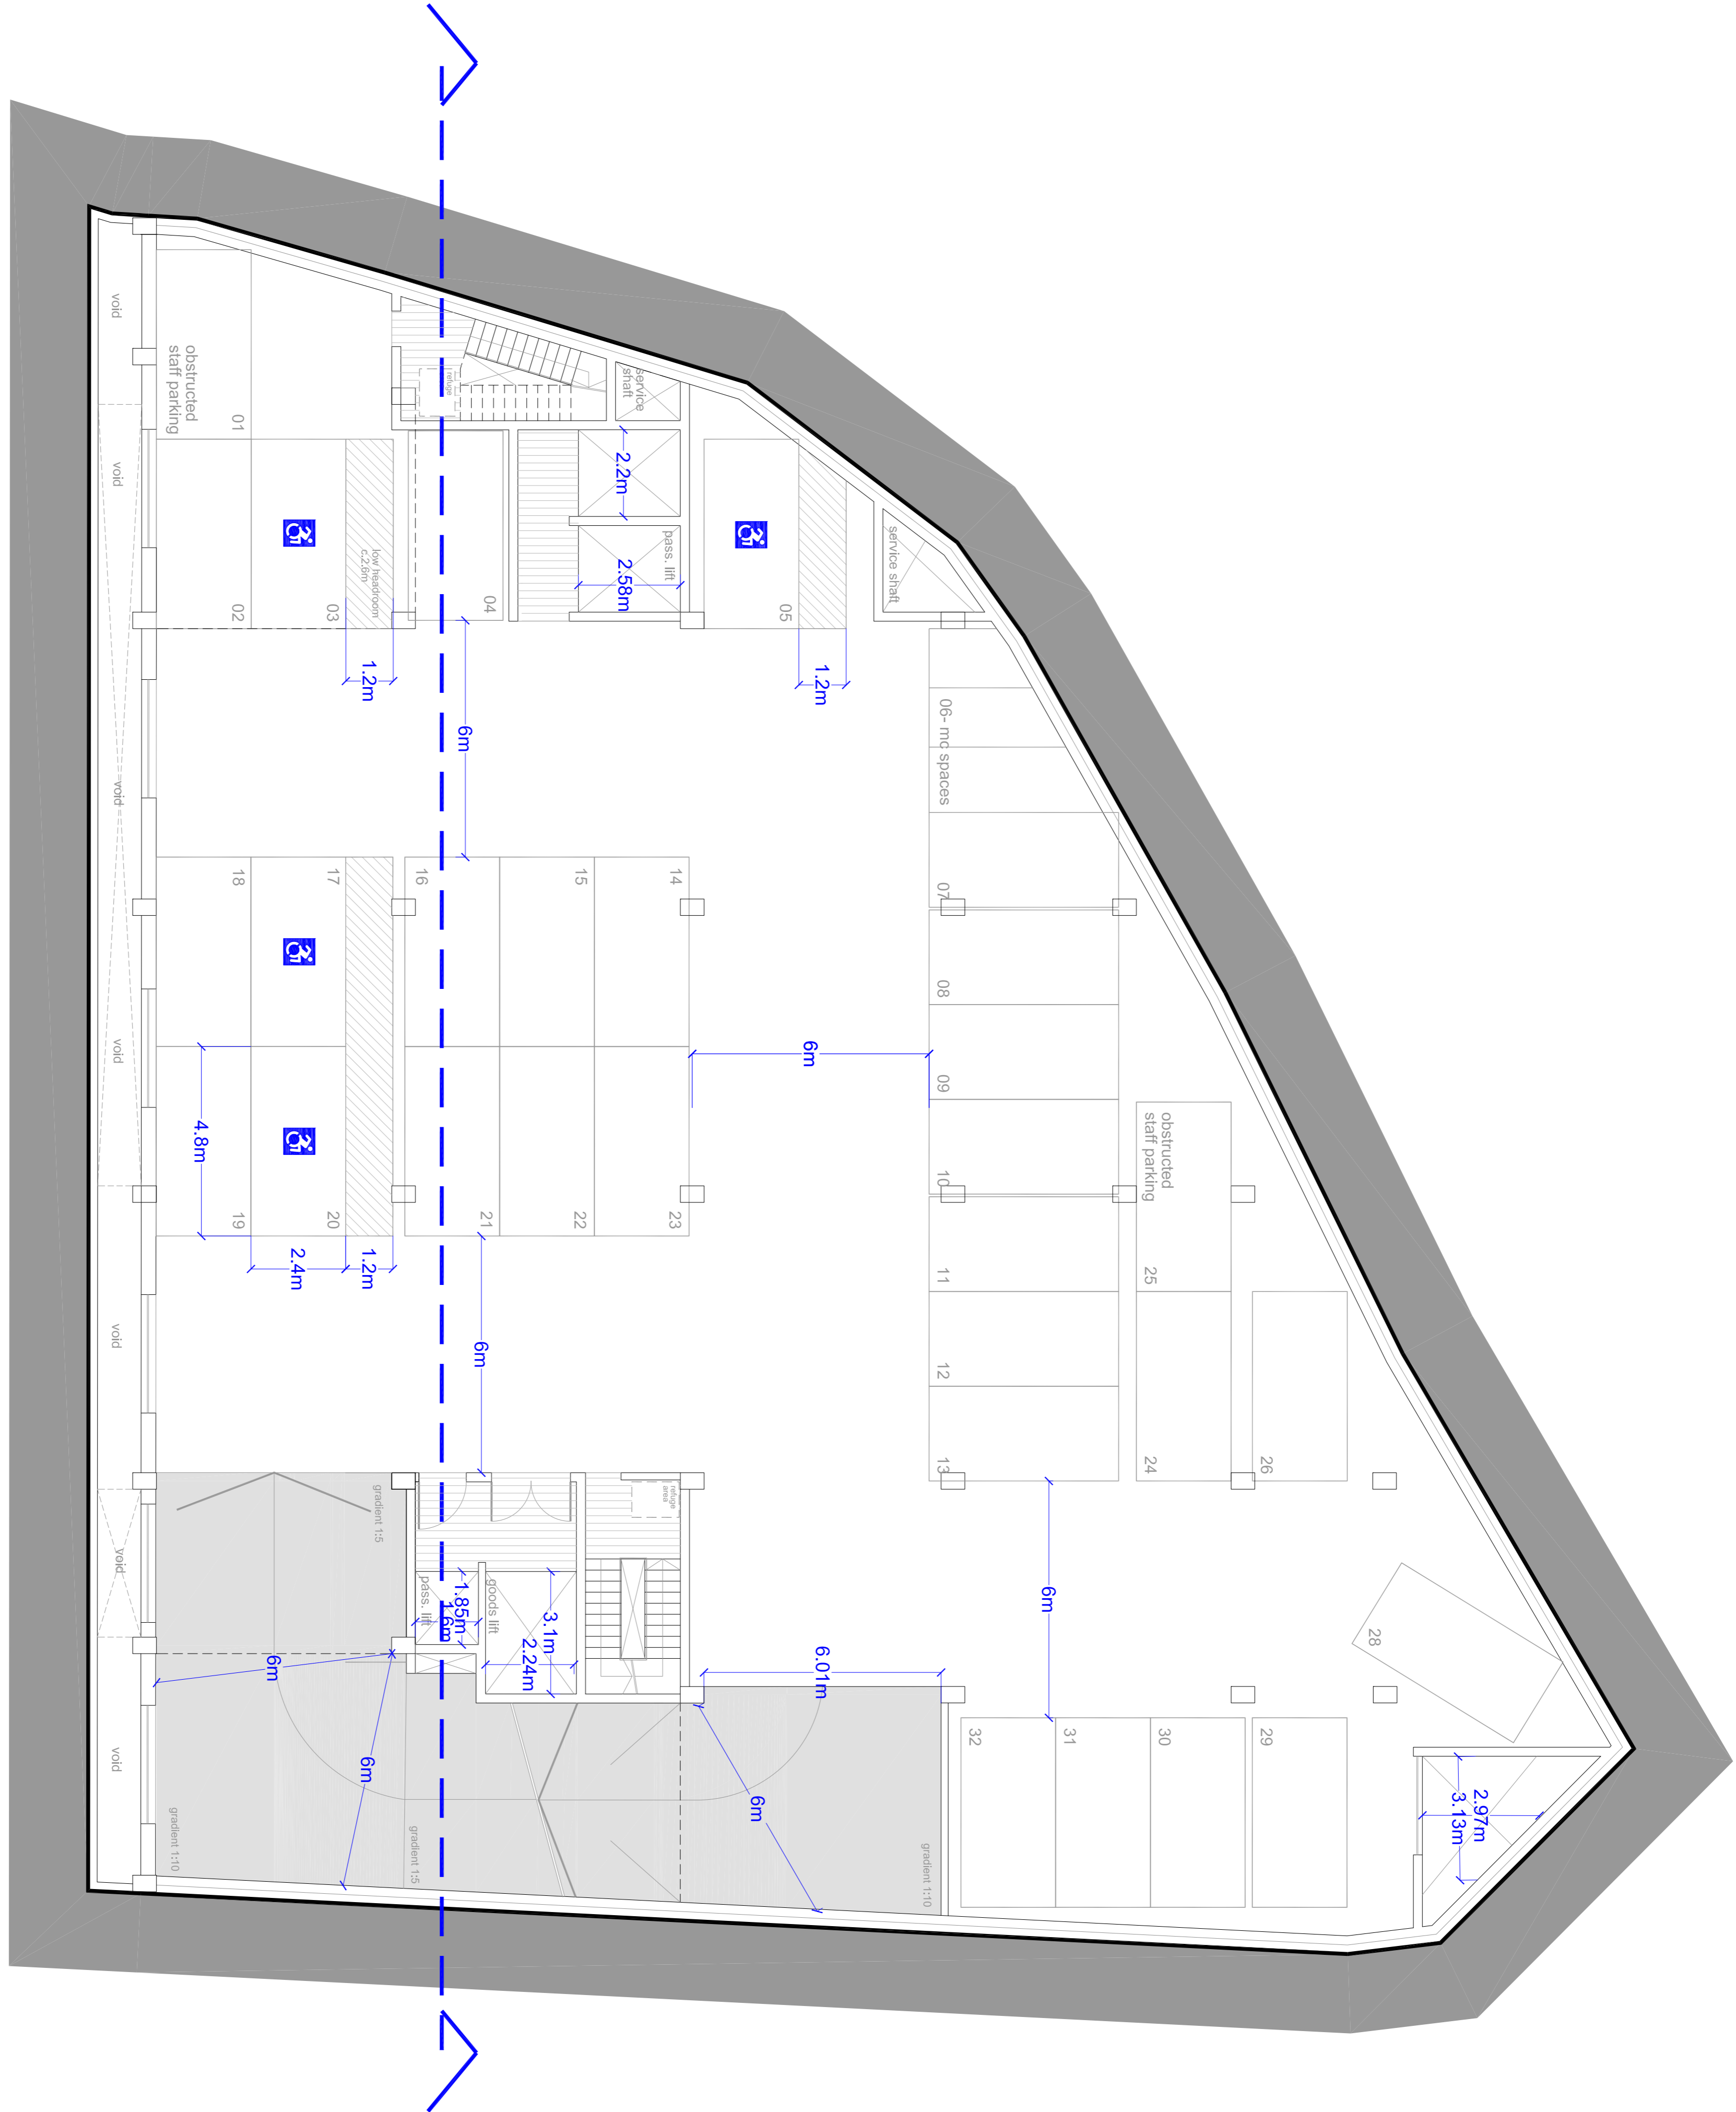 void
void
void
void
void
void
void
obstructed
staff parking
01
02
03
low headroom
c.2.6m
1.2m
refuge
service
shaft
2.2m
pass. lift
2.58m
04
05
1.2m
service shaft
6m
06- mc spaces
07
08
09
10
11
12
13
6m
14
15
16
17
18
19
20
21
22
23
4.8m
2.4m
1.2m
6m
obstructed
staff parking
25
24
26
28
6m
29
30
31
32
2.97m
3.13m
refuge
area
gradient 1:5
pass. lift
1.85m
1.6m
goods lift
3.1m
2.24m
6.01m
6m
6m
6m
gradient 1:10
gradient 1:5
gradient 1:10